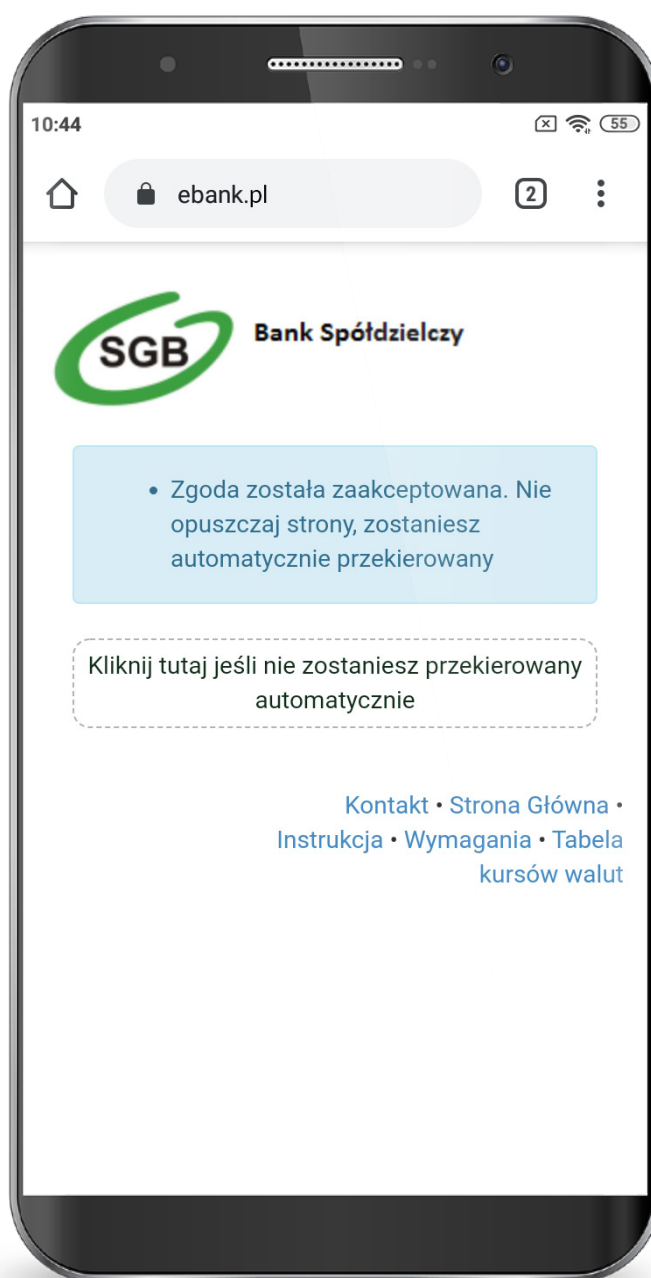 10:44
55
ebank.pl
2
SGB
Bank Spółdzielczy
• Zgoda została zaakceptowana. Nie
opuszczaj strony, zostaniesz
automatycznie przekierowany
Kliknij tutaj jeśli nie zostaniesz przekierowany
automatycznie
Kontakt • Strona Główna •
Instrukcja • Wymagania • Tabela
kursów walut